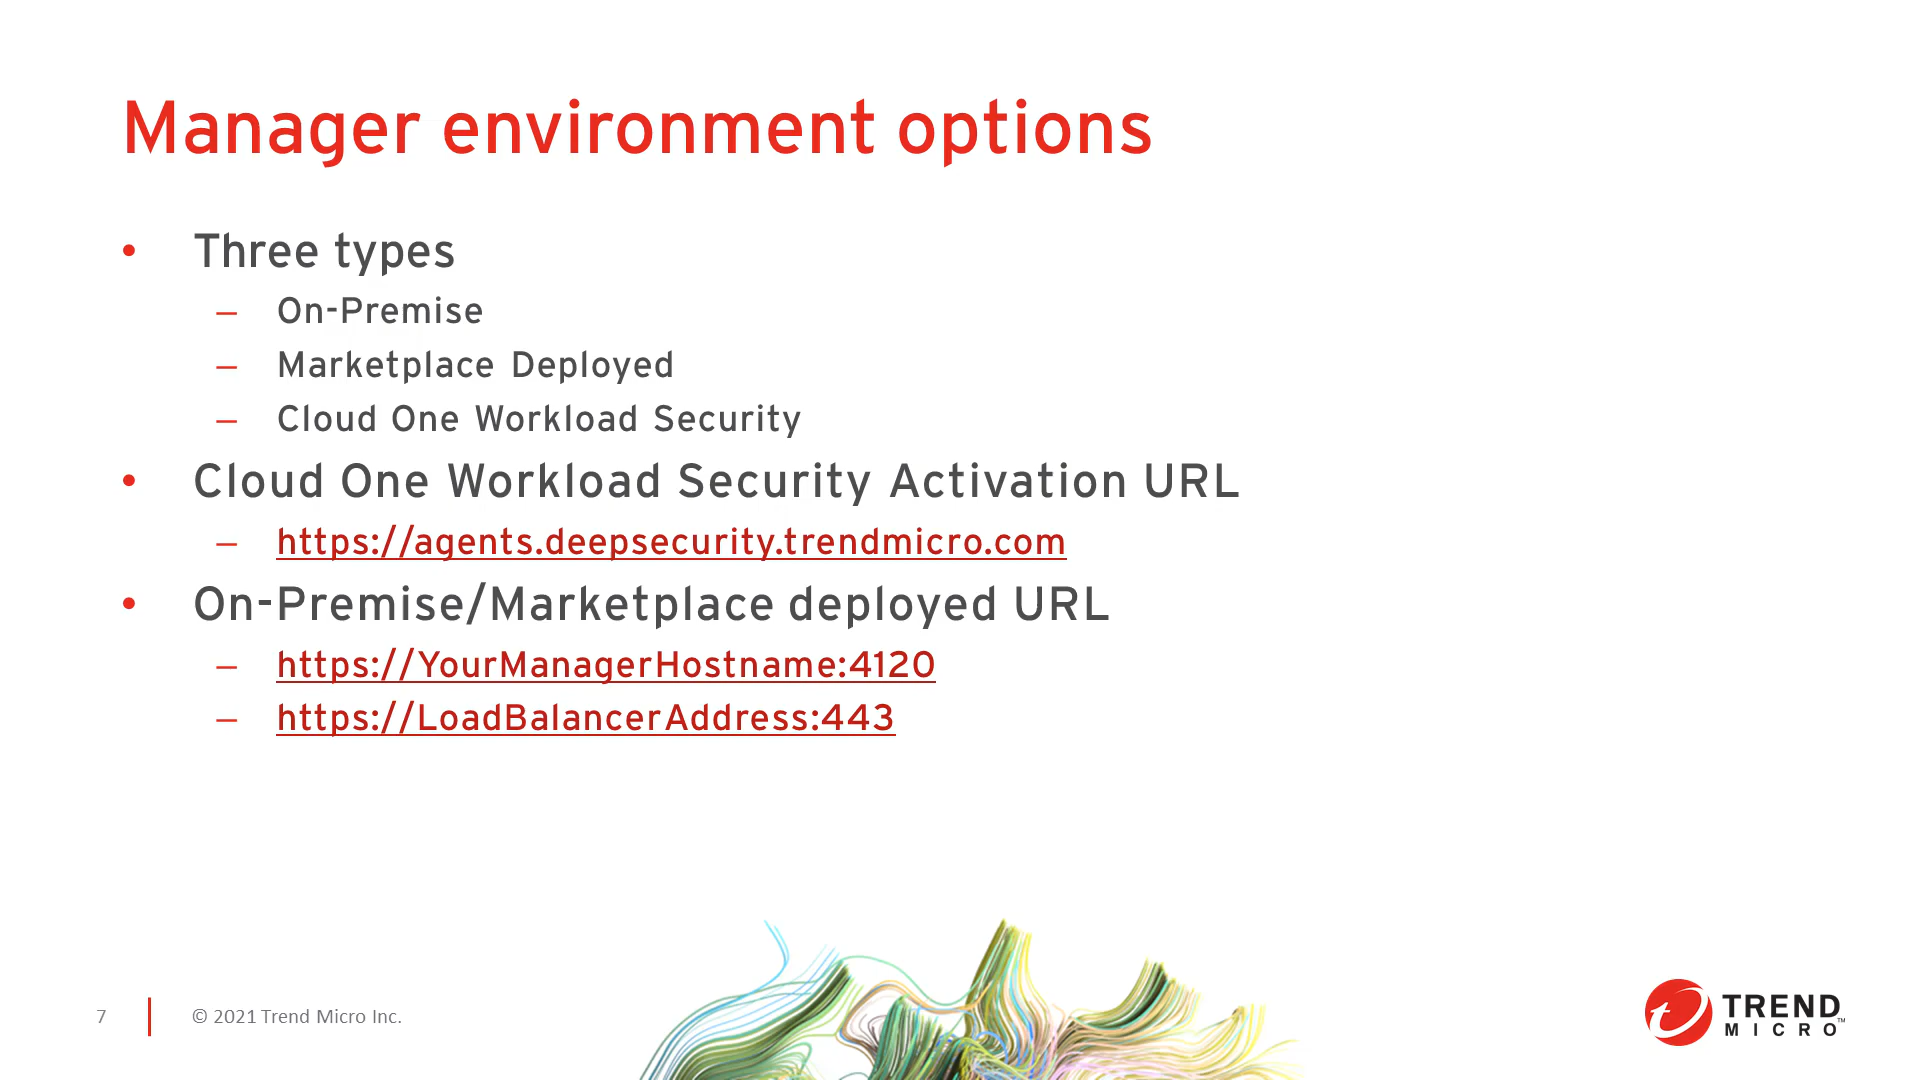 Manager environment options
• Three types
– On-Premise
– Marketplace Deployed
– Cloud One Workload Security
• Cloud One Workload Security Activation URL
– https://agents.deepsecurity.trendmicro.com
• On-Premise/Marketplace deployed URL
– https://YourManagerHostname:4120
– https://LoadBalancerAddress:443
7
© 2021 Trend Micro Inc.
TREND
MICRO™